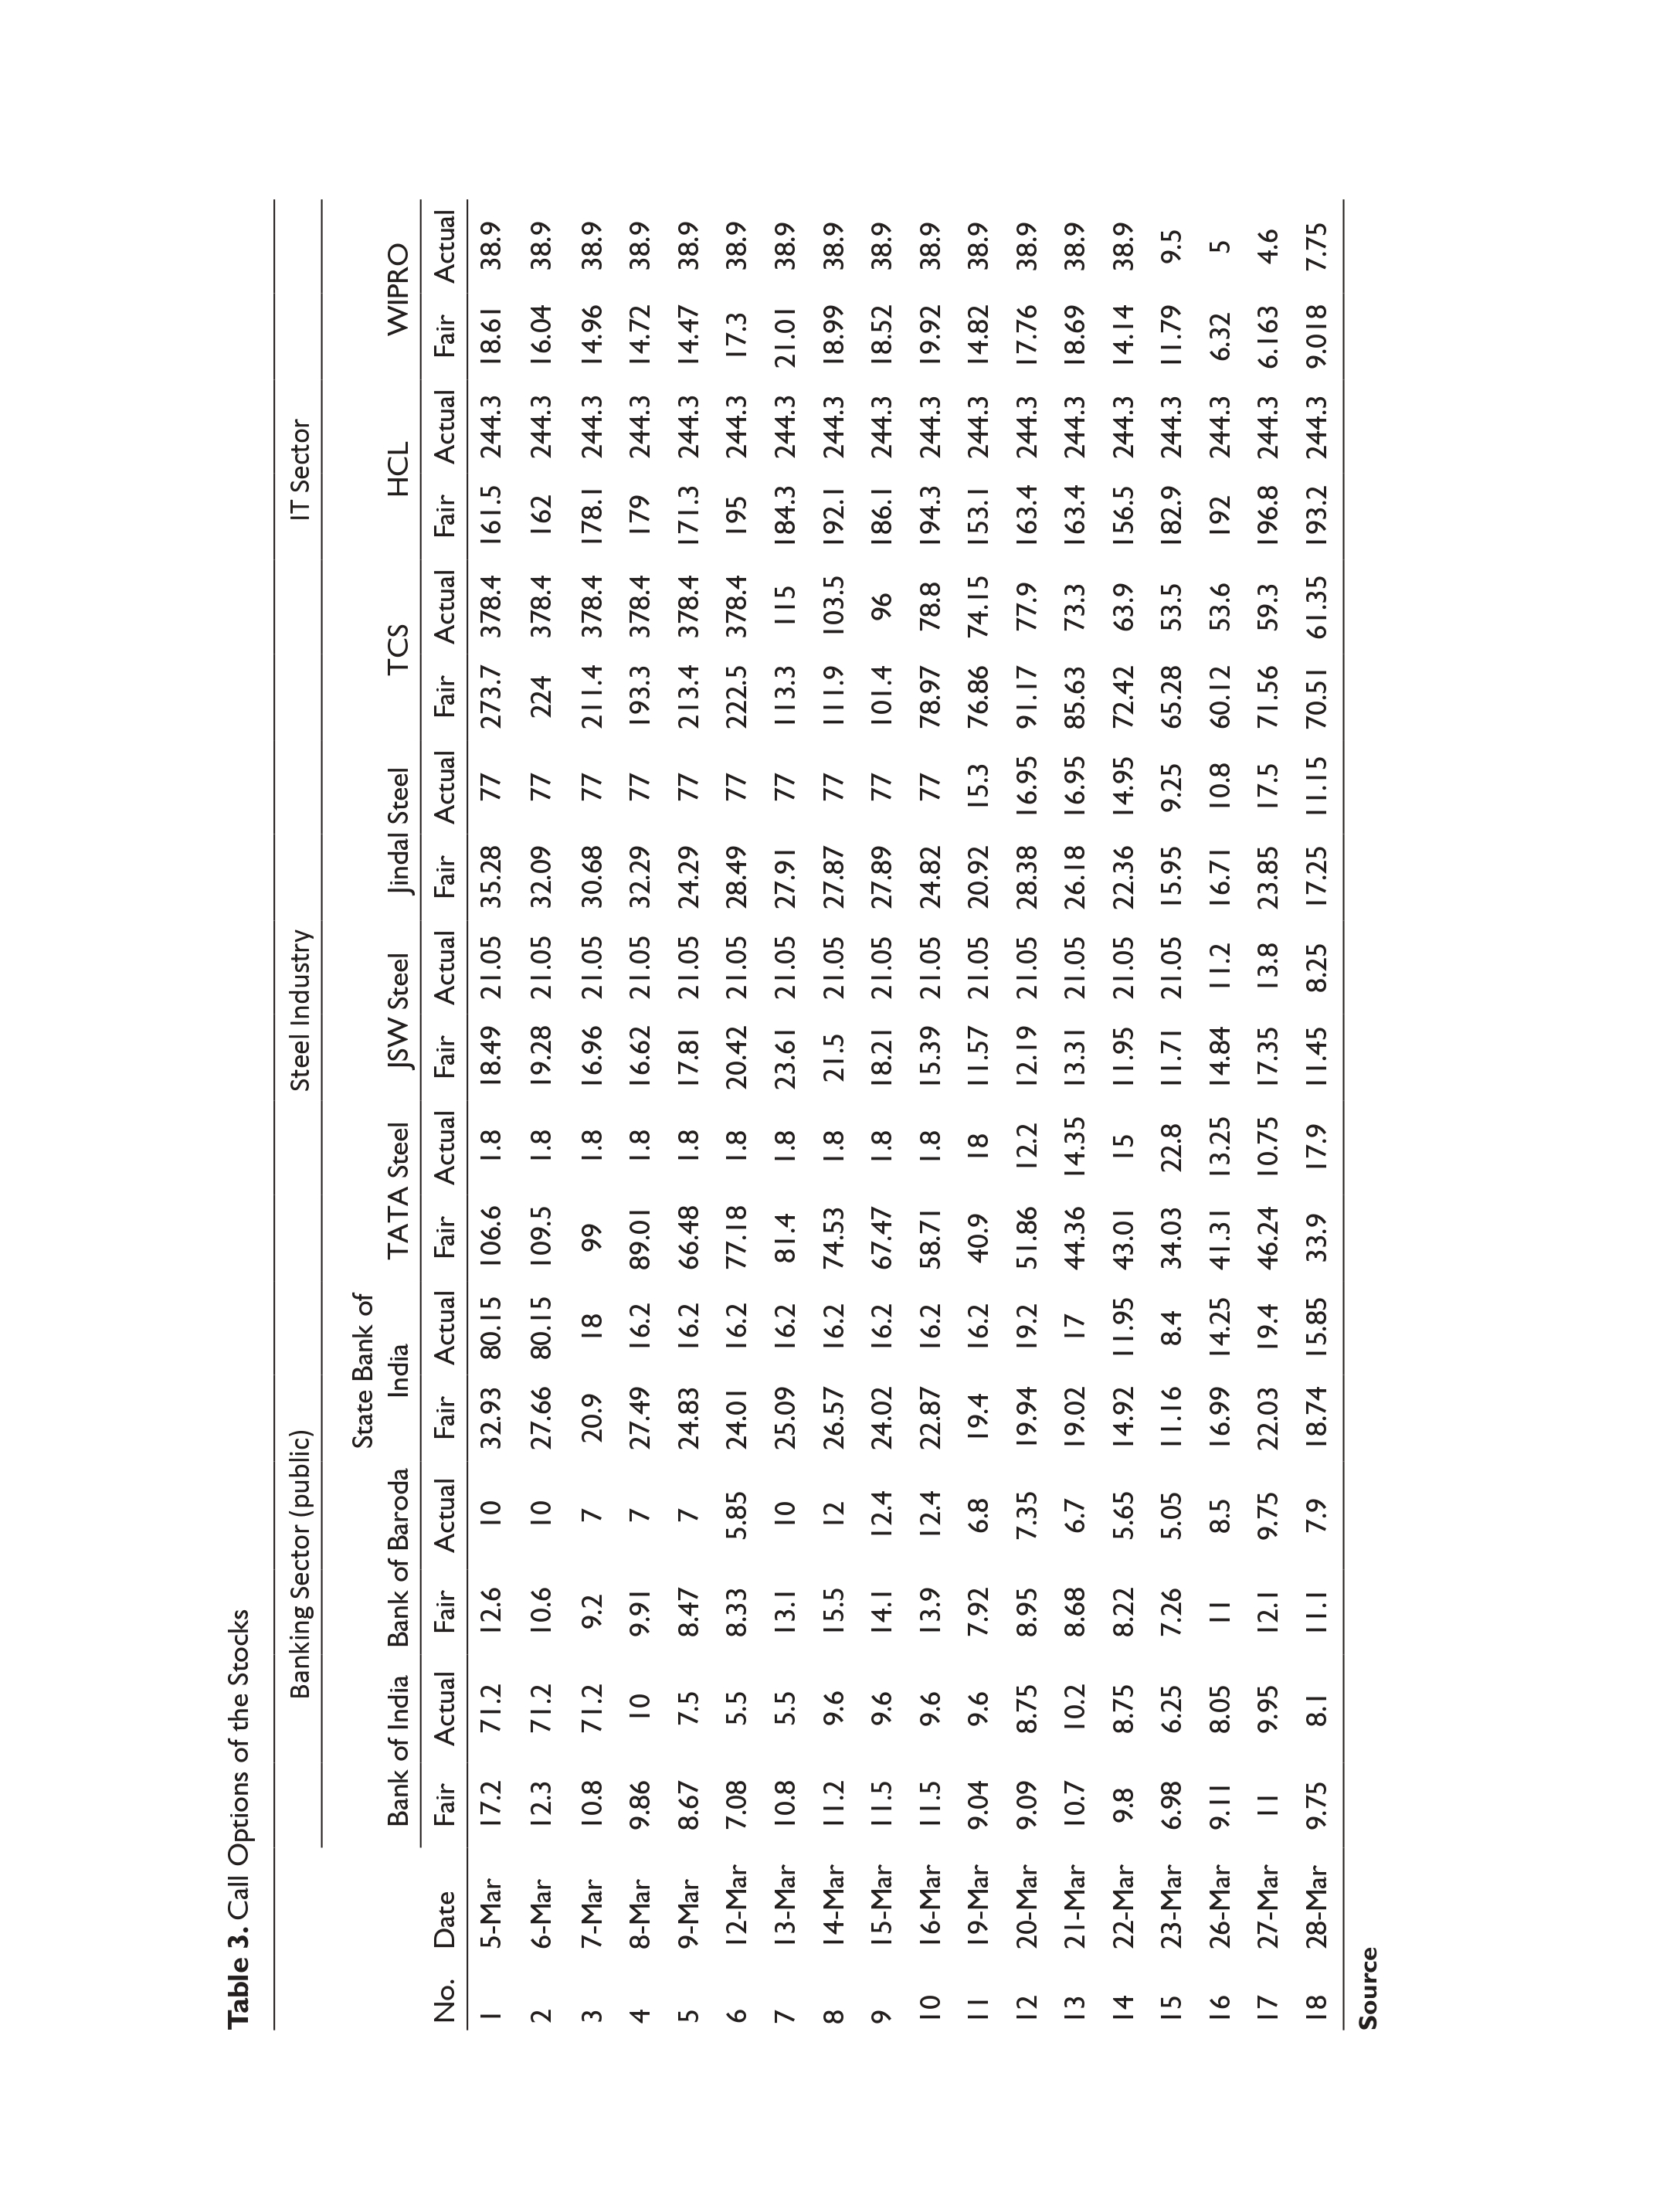 Table 3. Call Options of the Stocks
Banking Sector (public) Steel Industry IT Sector
State Bank of
Bank of India Bank of Baroda India TATA Steel JSW Steel Jindal Steel TCS HCL WIPRO
No. Date Fair Actual Fair Actual Fair Actual Fair Actual Fair Actual Fair Actual Fair Actual Fair Actual Fair Actual
1 5-Mar 17.2 71.2 12.6 10 32.93 80.15 106.6 1.8 18.49 21.05 35.28 77 273.7 378.4 161.5 244.3 18.61 38.9
2 6-Mar 12.3 71.2 10.6 10 27.66 80.15 109.5 1.8 19.28 21.05 32.09 77 224 378.4 162 244.3 16.04 38.9
3 7-Mar 10.8 71.2 9.2 7 20.9 18 99 1.8 16.96 21.05 30.68 77 211.4 378.4 178.1 244.3 14.96 38.9
4 8-Mar 9.86 10 9.91 7 27.49 16.2 89.01 1.8 16.62 21.05 32.29 77 193.3 378.4 179 244.3 14.72 38.9
5 9-Mar 8.67 7.5 8.47 7 24.83 16.2 66.48 1.8 17.81 21.05 24.29 77 213.4 378.4 171.3 244.3 14.47 38.9
6 12-Mar 7.08 5.5 8.33 5.85 24.01 16.2 77.18 1.8 20.42 21.05 28.49 77 222.5 378.4 195 244.3 17.3 38.9
7 13-Mar 10.8 5.5 13.1 10 25.09 16.2 81.4 1.8 23.61 21.05 27.91 77 113.3 115 184.3 244.3 21.01 38.9
8 14-Mar 11.2 9.6 15.5 12 26.57 16.2 74.53 1.8 21.5 21.05 27.87 77 111.9 103.5 192.1 244.3 18.99 38.9
9 15-Mar 11.5 9.6 14.1 12.4 24.02 16.2 67.47 1.8 18.21 21.05 27.89 77 101.4 96 186.1 244.3 18.52 38.9
10 16-Mar 11.5 9.6 13.9 12.4 22.87 16.2 58.71 1.8 15.39 21.05 24.82 77 78.97 78.8 194.3 244.3 19.92 38.9
11 19-Mar 9.04 9.6 7.92 6.8 19.4 16.2 40.9 18 11.57 21.05 20.92 15.3 76.86 74.15 153.1 244.3 14.82 38.9
12 20-Mar 9.09 8.75 8.95 7.35 19.94 19.2 51.86 12.2 12.19 21.05 28.38 16.95 91.17 77.9 163.4 244.3 17.76 38.9
13 21-Mar 10.7 10.2 8.68 6.7 19.02 17 44.36 14.35 13.31 21.05 26.18 16.95 85.63 73.3 163.4 244.3 18.69 38.9
14 22-Mar 9.8 8.75 8.22 5.65 14.92 11.95 43.01 15 11.95 21.05 22.36 14.95 72.42 63.9 156.5 244.3 14.14 38.9
15 23-Mar 6.98 6.25 7.26 5.05 11.16 8.4 34.03 22.8 11.71 21.05 15.95 9.25 65.28 53.5 182.9 244.3 11.79 9.5
16 26-Mar 9.11 8.05 11 8.5 16.99 14.25 41.31 13.25 14.84 11.2 16.71 10.8 60.12 53.6 192 244.3 6.32 5
17 27-Mar 11 9.95 12.1 9.75 22.03 19.4 46.24 10.75 17.35 13.8 23.85 17.5 71.56 59.3 196.8 244.3 6.163 4.6
18 28-Mar 9.75 8.1 11.1 7.9 18.74 15.85 33.9 17.9 11.45 8.25 17.25 11.15 70.51 61.35 193.2 244.3 9.018 7.75
Source